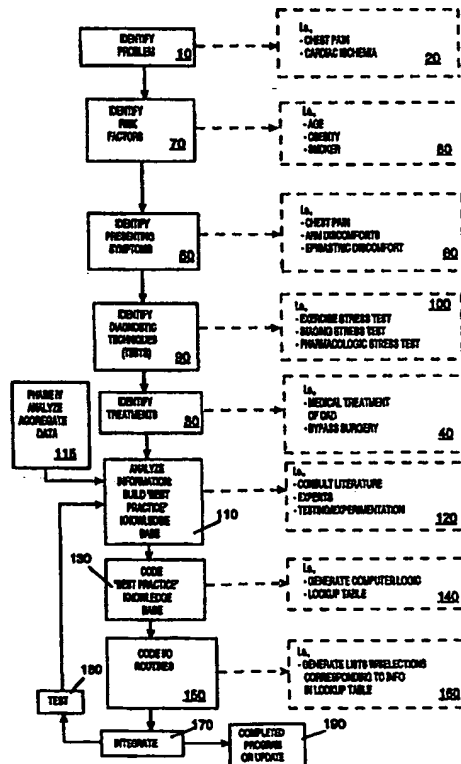 IDENTIFY
PROBLEM
10
i.e.,
- CHEST PAIN
- CARDIAC ISCHEMIA
20
IDENTIFY
RISK
FACTORS
70
i.e.,
- AGE
- OBESITY
- SMOKER
IDENTIFY
PRESENTING
SYMPTOMS
i.e.,
- CHEST PAIN
- ARM DISCOMFORTS
- EPIGASTRIC DISCOMFORT
IDENTIFY
DIAGNOSTIC
TECHNIQUES
(TESTS)
90
i.e.,
100
- EXERCISE STRESS TEST
- STAGING STRESS TEST
- PHARMACOLOGIC STRESS TEST
IDENTIFY
TREATMENTS
i.e.,
- MEDICAL TREATMENT
OF CAD
- BYPASS SURGERY
40
PHASE IV
ANALYZE
AGGREGATE
DATA
115
ANALYZE
INFORMATION:
BUILD 'BEST
PRACTICE'
KNOWLEDGE
BASE
110
i.e.,
- CONSULT LITERATURE
- EXPERTS
- TESTING/EXPERIMENTATION
120
130
CODE
'BEST PRACTICE'
KNOWLEDGE
BASE
i.e.,
- GENERATE COMPUTER LOGIC
- LOOKUP TABLE
140
CODE I/O
ROUTINES
150
i.e.,
- GENERATE LISTS W/SELECTIONS
CORRESPONDING TO INFO
IN LOOKUP TABLE
160
180
TEST
INTEGRATE
170
COMPLETED
PROGRAM
OR UPDATE
190